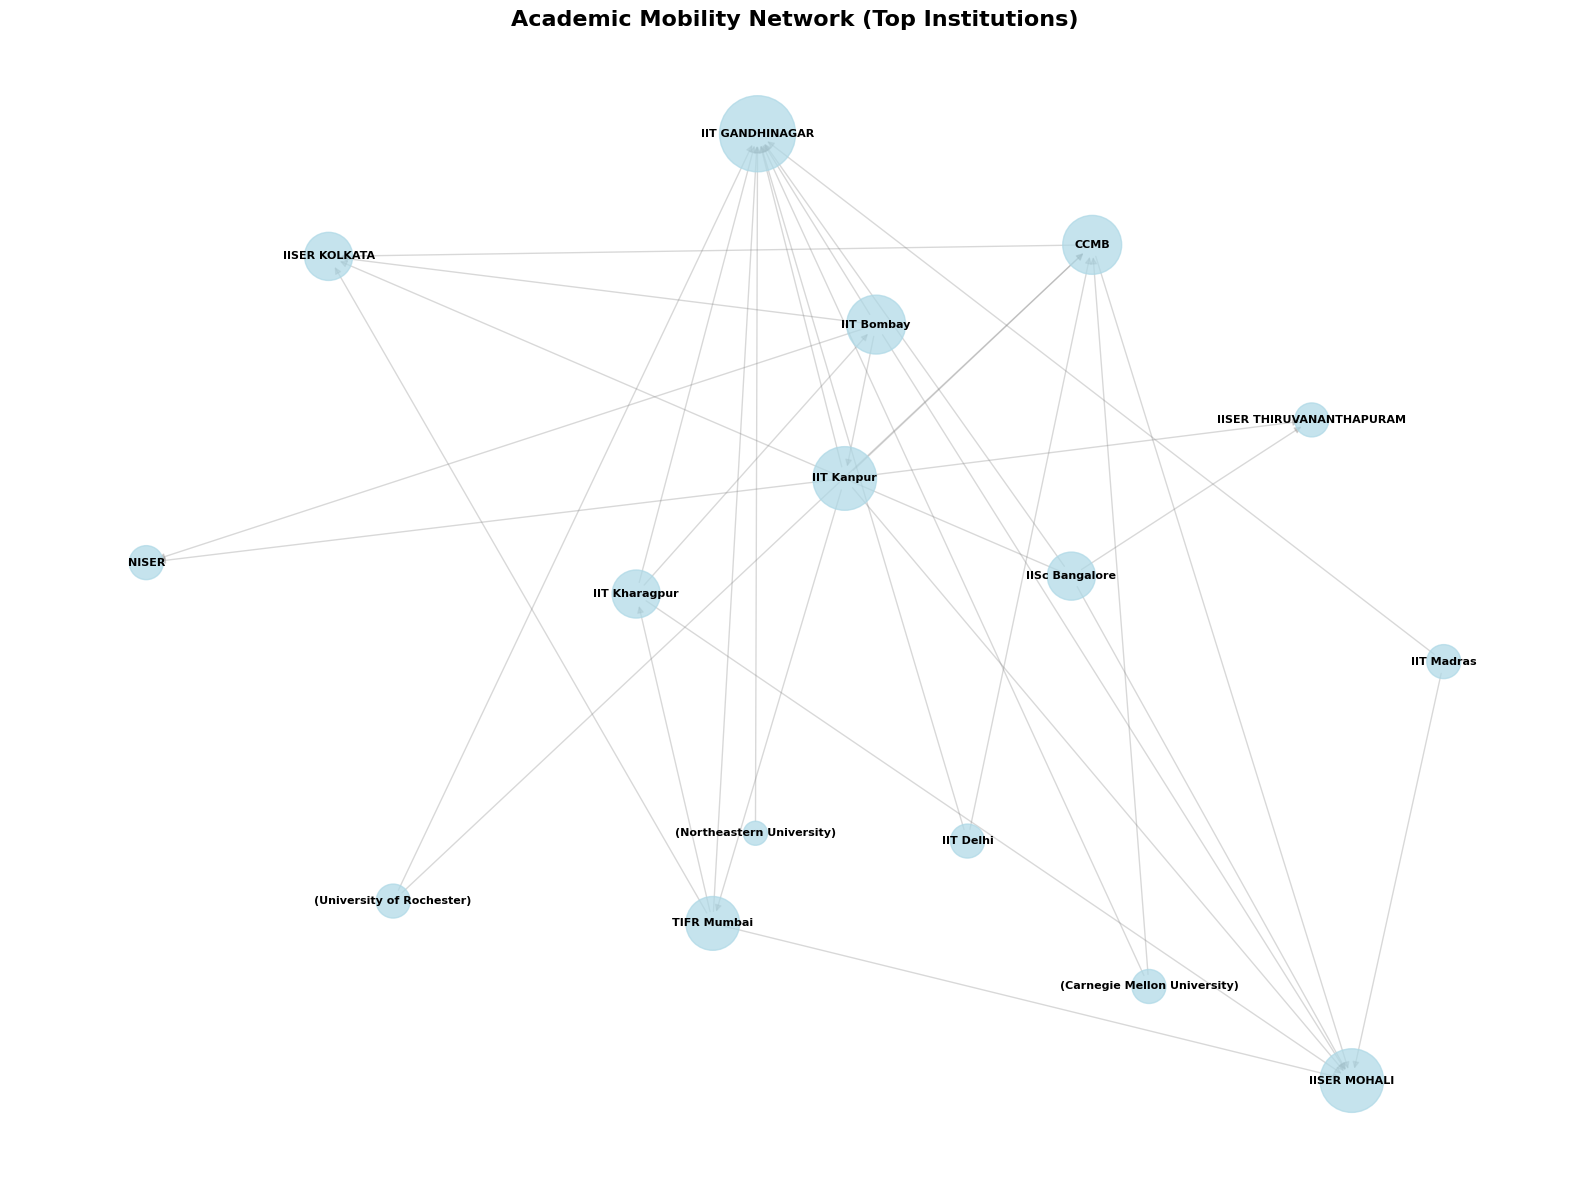 Academic Mobility Network (Top Institutions)
IIT GANDHINAGAR
CCMB
IISER KOLKATA
IIT Bombay
IISER THIRUVANANTHAPURAM
IIT Kanpur
NISER
IISc Bangalore
IIT Kharagpur
IIT Madras
(Northeastern University)
IIT Delhi
(University of Rochester)
TIFR Mumbai
(Carnegie Mellon University)
IISER MOHALI